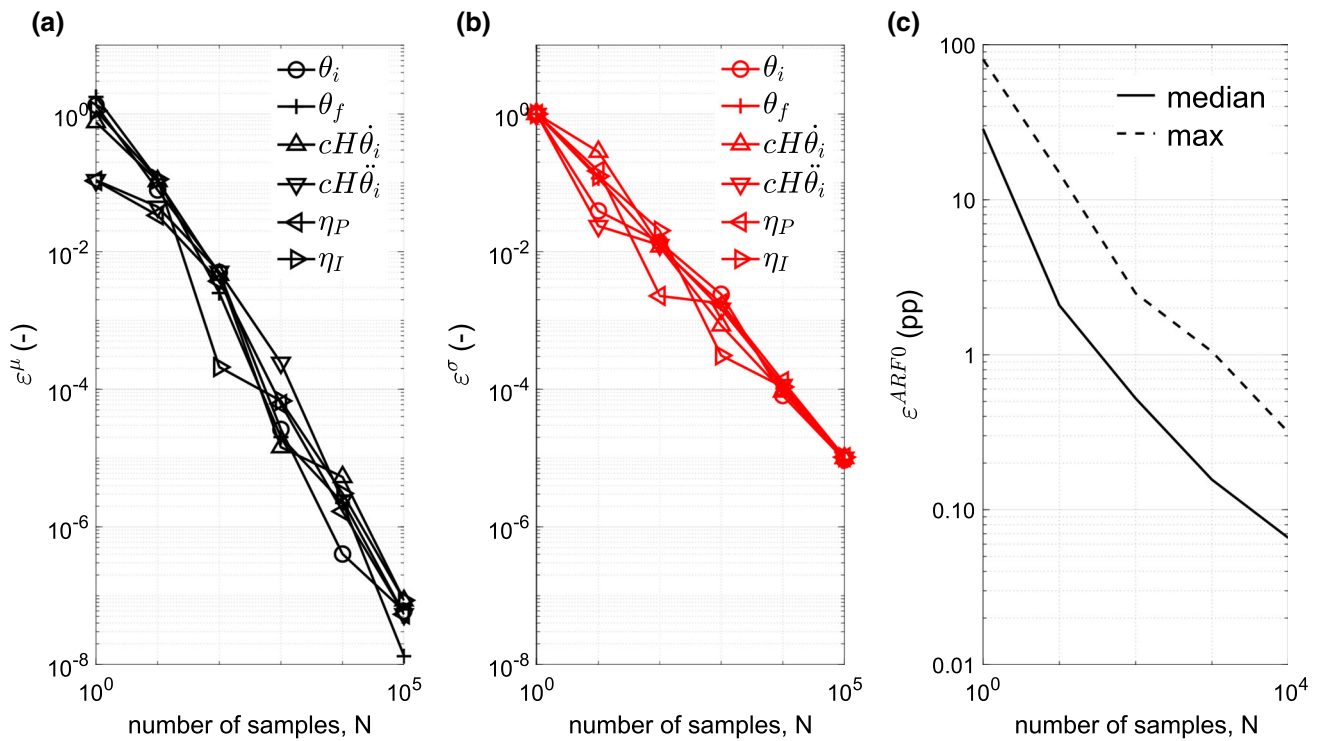 (a)
10^0
10^-2
10^-4
10^-6
10^-8
ε^μ (-)
θ_i
θ_f
cHθ̇_i
cHθ̈_i
η_P
η_I
10^0
10^5
number of samples, N
(b)
10^0
10^-2
10^-4
10^-6
10^-8
ε^σ (-)
θ_i
θ_f
cHθ̇_i
cHθ̈_i
η_P
η_I
10^0
10^5
number of samples, N
(c)
100
10
1
0.10
0.01
ε^ARF0 (pp)
median
max
10^0
10^4
number of samples, N